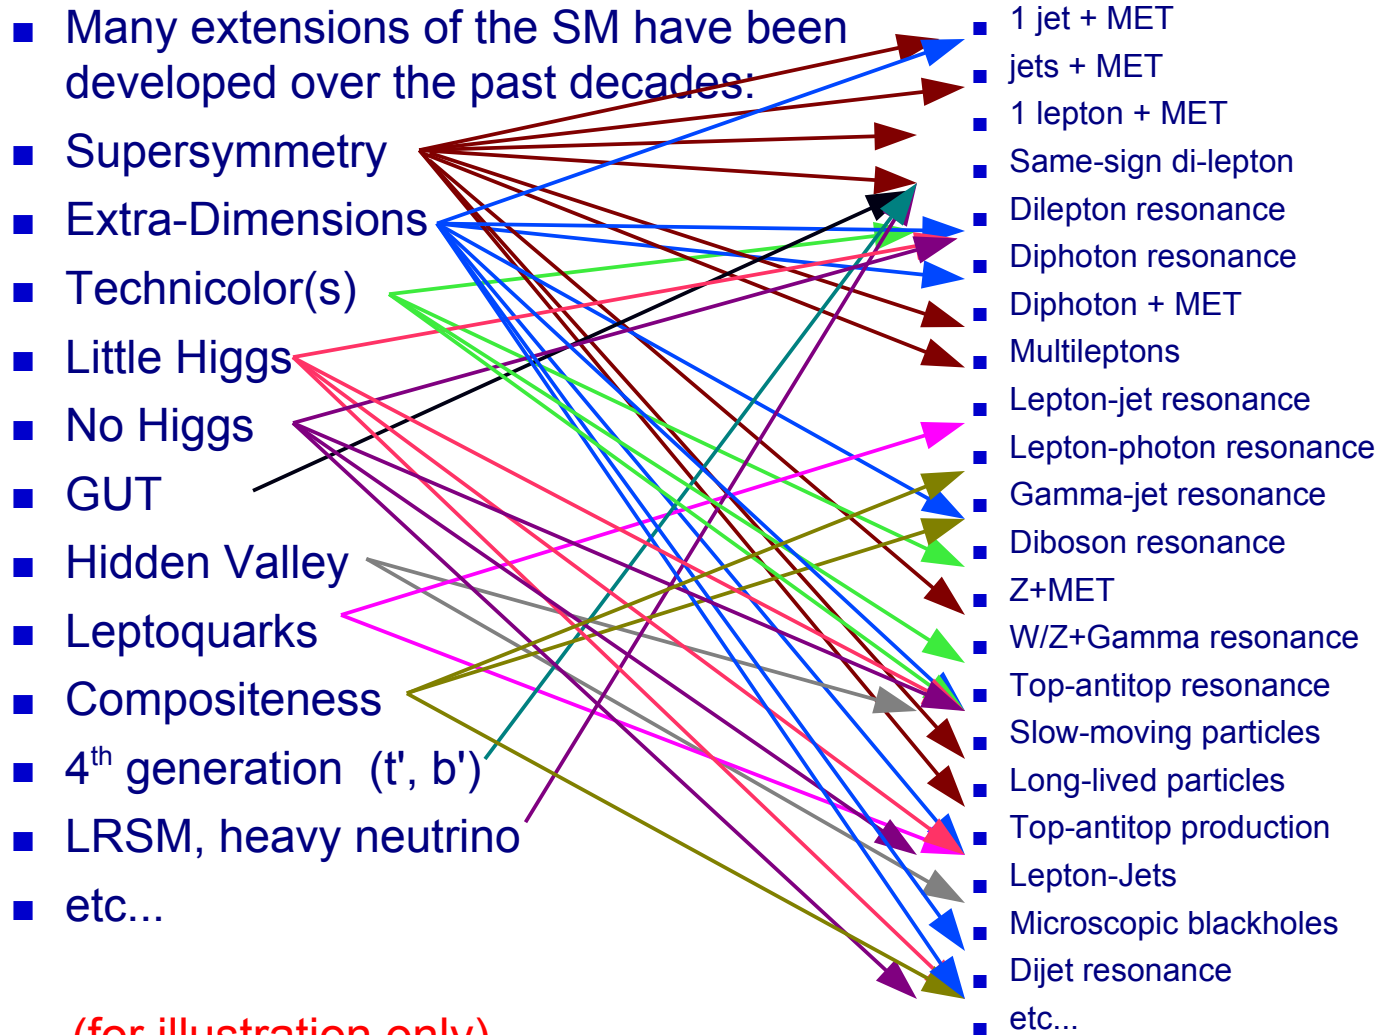 Many extensions of the SM have been
developed over the past decades:
Supersymmetry
Extra-Dimensions
Technicolor(s)
Little Higgs
No Higgs
GUT
Hidden Valley
Leptoquarks
Compositeness
4th generation (t', b')
LRSM, heavy neutrino
etc...
(for illustration only)
1 jet + MET
jets + MET
1 lepton + MET
Same-sign di-lepton
Dilepton resonance
Diphoton resonance
Diphoton + MET
Multileptons
Lepton-jet resonance
Lepton-photon resonance
Gamma-jet resonance
Diboson resonance
Z+MET
W/Z+Gamma resonance
Top-antitop resonance
Slow-moving particles
Long-lived particles
Top-antitop production
Lepton-Jets
Microscopic blackholes
Dijet resonance
etc...